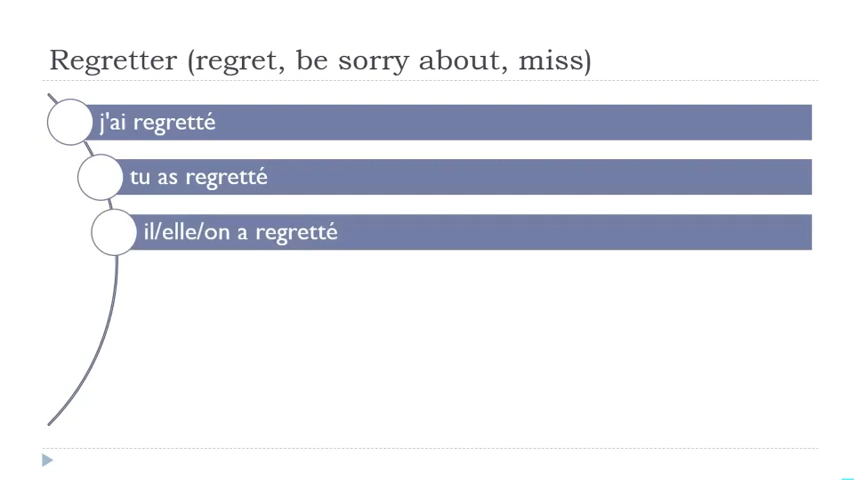 Regretter (regret, be sorry about, miss)
j'ai regretté
tu as regretté
il/elle/on a regretté